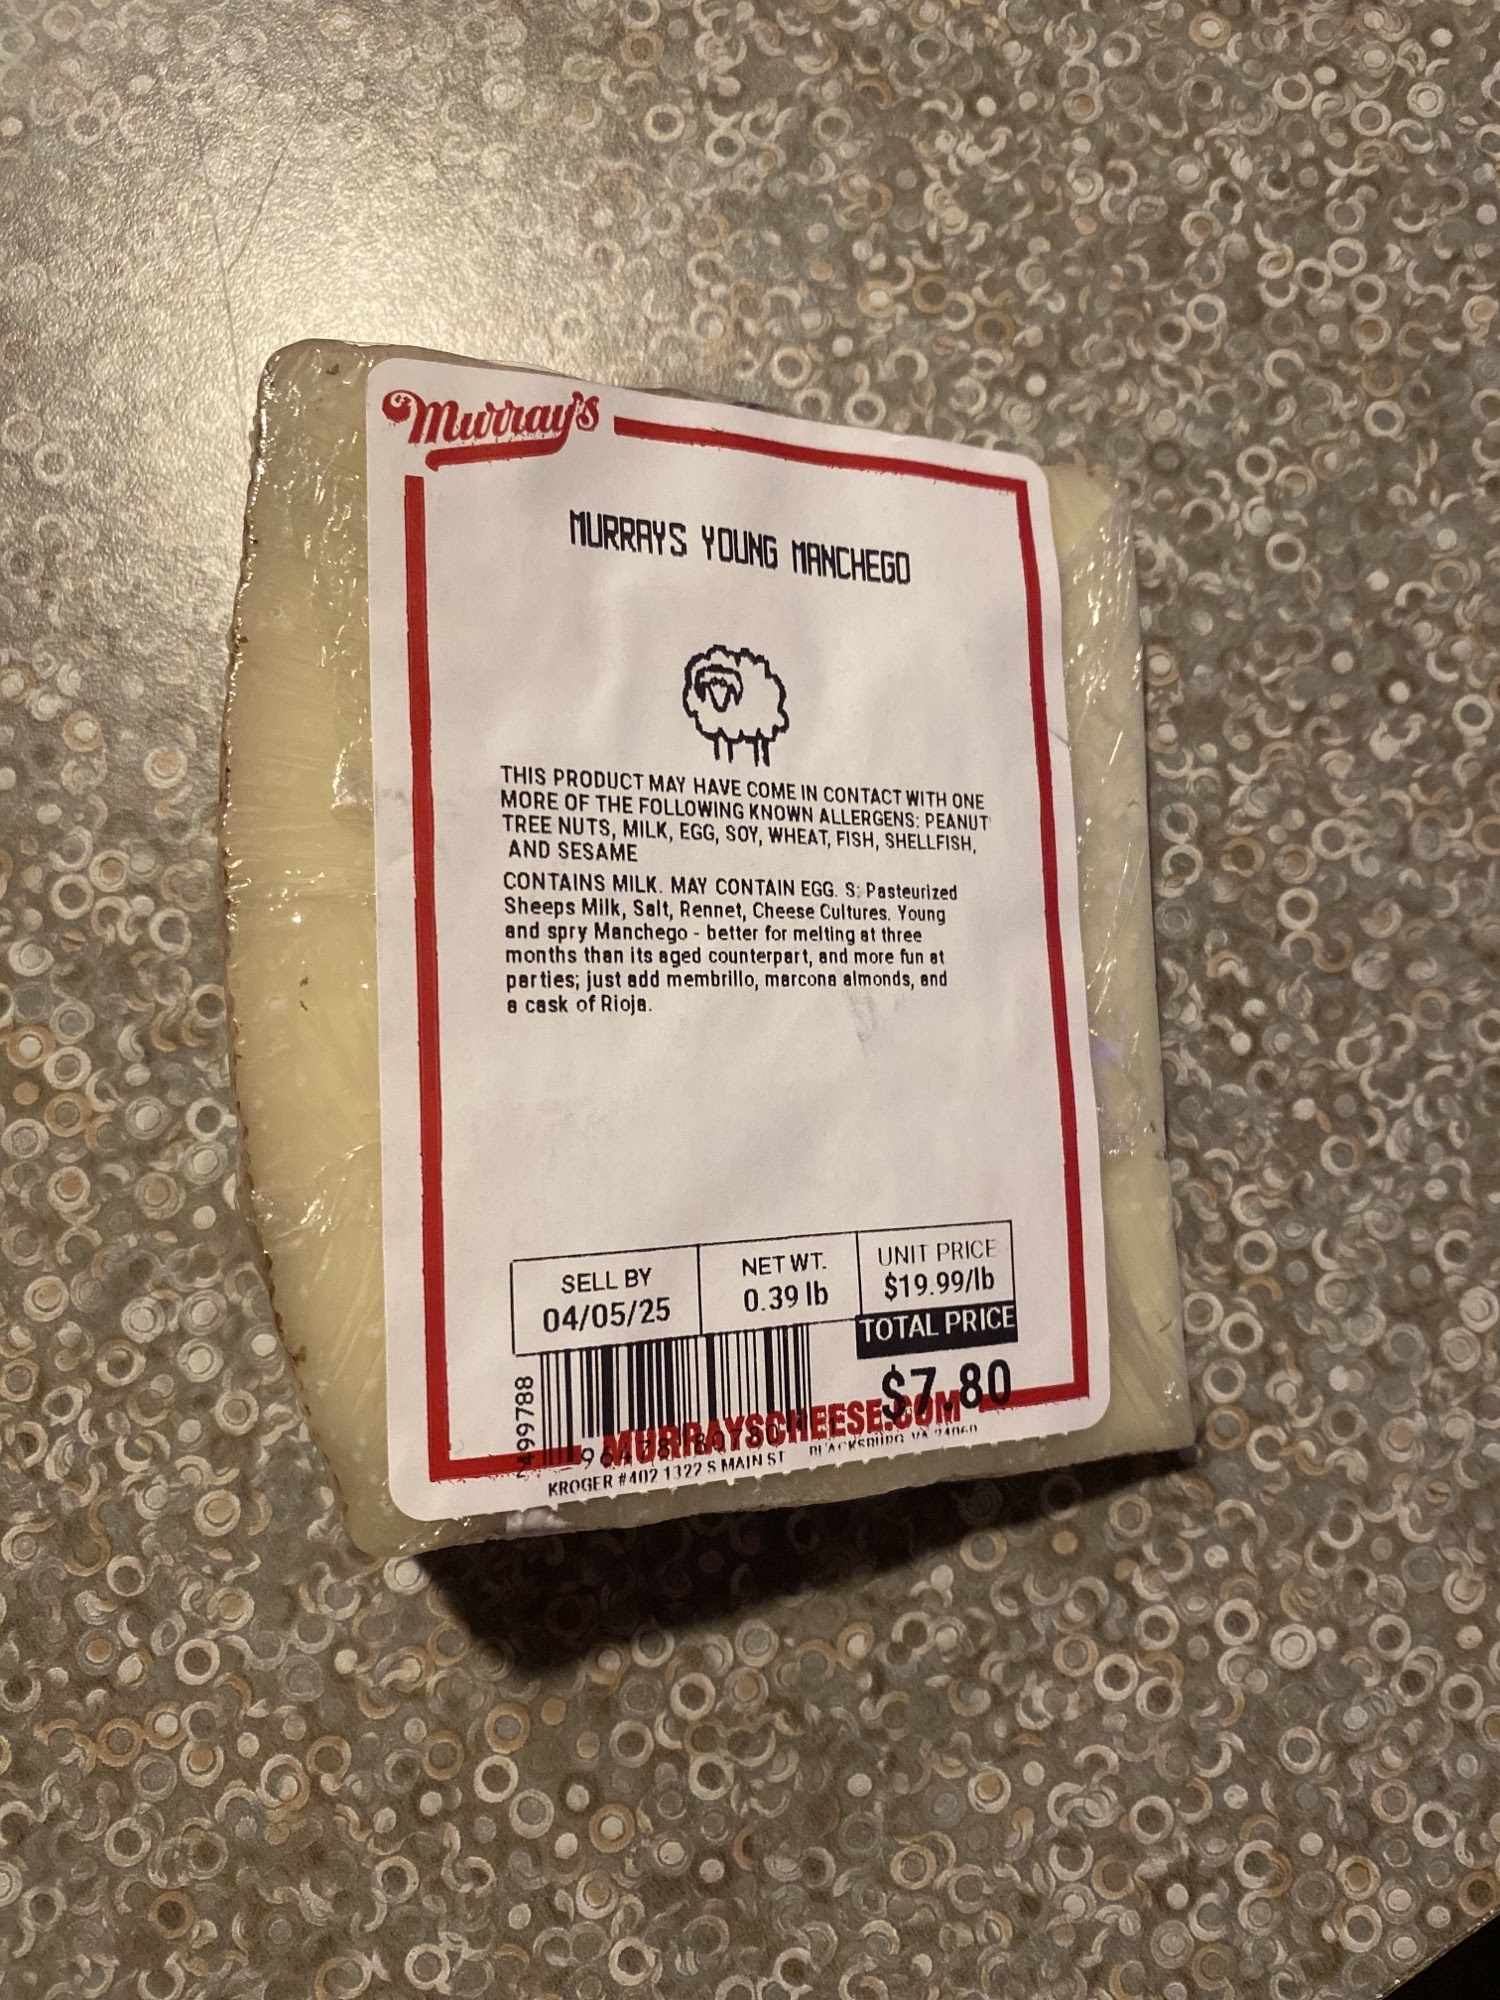 Murray's
MURRAYS YOUNG MANCHEGO
THIS PRODUCT MAY HAVE COME IN CONTACT WITH ONE
MORE OF THE FOLLOWING KNOWN ALLERGENS: PEANUT
TREE NUTS, MILK, EGG, SOY, WHEAT, FISH, SHELLFISH,
AND SESAME
CONTAINS MILK. MAY CONTAIN EGG. S: Pasteurized
Sheeps Milk, Salt, Rennet, Cheese Cultures. Young
and spry Manchego - better for melting at three
months than its aged counterpart, and more fun at
parties; just add membrillo, marcona almonds, and
a cask of Rioja.
SELL BY
04/05/25
NET WT.
0.39 lb
UNIT PRICE
$19.99/lb
TOTAL PRICE
$7.80
2499788
MURRAYSCHEESE.COM
KROGER #402 1322 S MAIN ST BLACKSBURG VA 24060